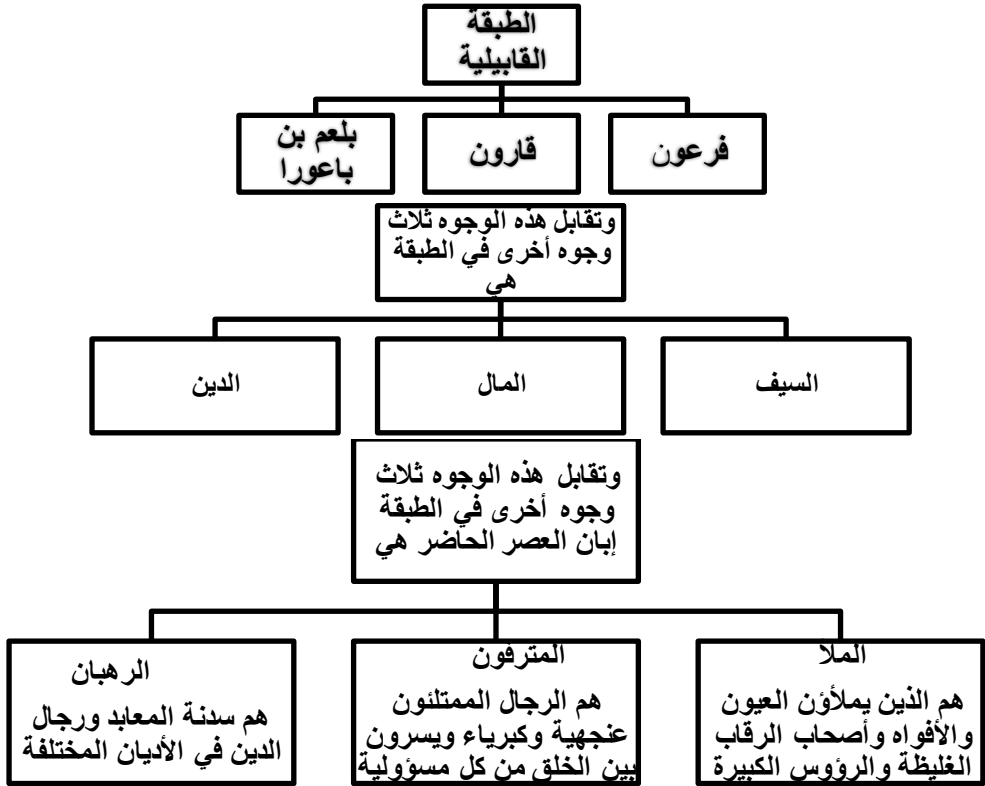 الطبقة
القابيلية
فرعون
قارون
بلعم بن
باعورا
وتقابل هذه الوجوه ثلاث
وجوه أخرى في الطبقة
هي
السيف
المال
الدين
وتقابل هذه الوجوه ثلاث
وجوه أخرى في الطبقة
إبان العصر الحاضر هي
الملأ
هم الذين يملأؤن العيون
والأفواه وأصحاب الرقاب
الغليظة والرؤوس الكبيرة
المترفون
هم الرجال الممتلئون
عنجهية وكبرياء ويسرون
بين الخلق من كل مسؤولية
الرهبان
هم سدنة المعابد ورجال
الدين في الأديان المختلفة